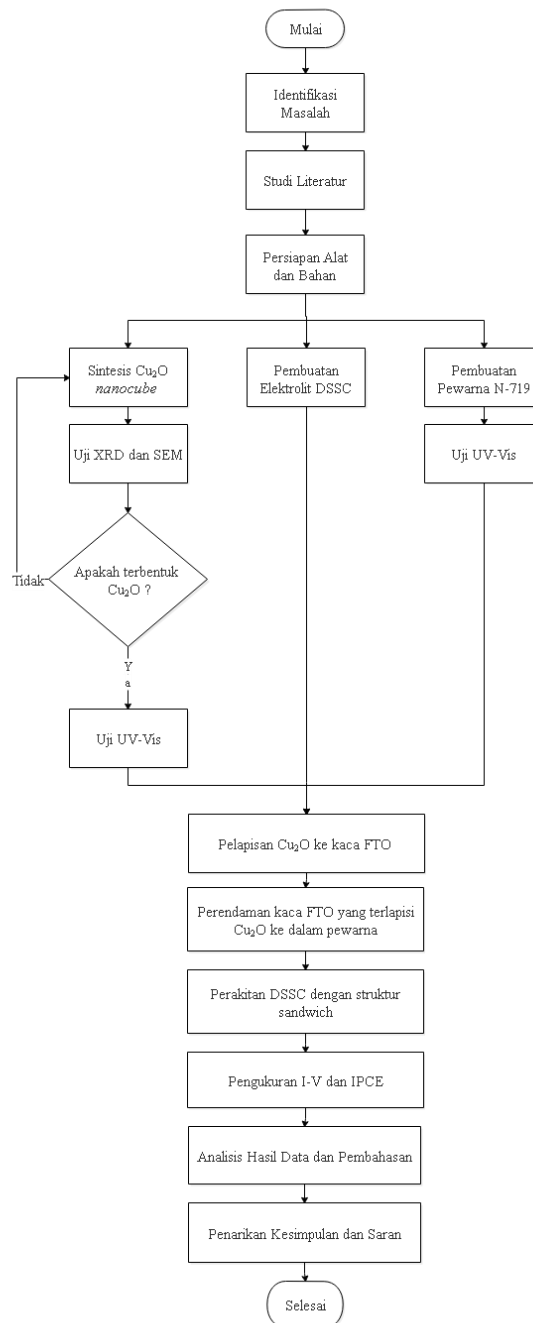 Mulai
Identifikasi
Masalah
Studi Literatur
Persiapan Alat
dan Bahan
Sintesis Cu₂O
nanocube
Pembuatan
Elektrolit DSSC
Pembuatan
Pewarna N-719
Uji XRD dan SEM
Uji UV-Vis
Apakah terbentuk
Cu₂O ?
Tidak
Y
a
Uji UV-Vis
Pelapisan Cu₂O ke kaca FTO
Perendaman kaca FTO yang terlapisi
Cu₂O ke dalam pewarna
Perakitan DSSC dengan struktur
sandwich
Pengukuran I-V dan IPCE
Analisis Hasil Data dan Pembahasan
Penarikan Kesimpulan dan Saran
Selesai